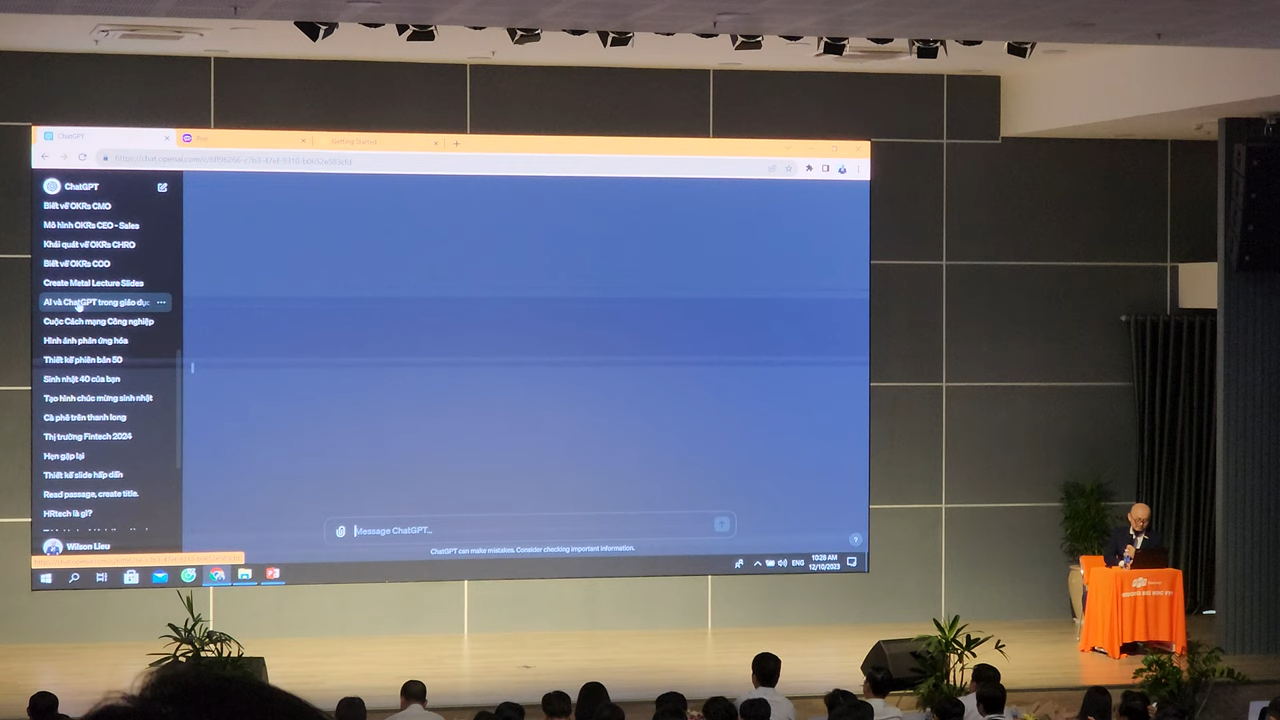 ChatGPT
Getting Started
ChatGPT
Biết về OKRs CMO
Mô hình OKRs CEO - Sales
Khái quát về OKRs CHRO
Biết về OKRs COO
Create Metal Lecture Slides
AI và ChatGPT trong giáo dục
Cuộc Cách mạng Công nghiệp
Hình ảnh phản ứng hóa
Thiết kế phiên bản 50
Sinh nhật 40 của bạn
Tạo hình chúc mừng sinh nhật
Cà phê trên thanh long
Thị trường Fintech 2024
Hẹn gặp lại
Thiết kế slide hấp dẫn
Read passage, create title.
HRtech là gì?
Wilson Lieu
Message ChatGPT...
ChatGPT can make mistakes. Consider checking important information.
ENG
10:28 AM
12/10/2023